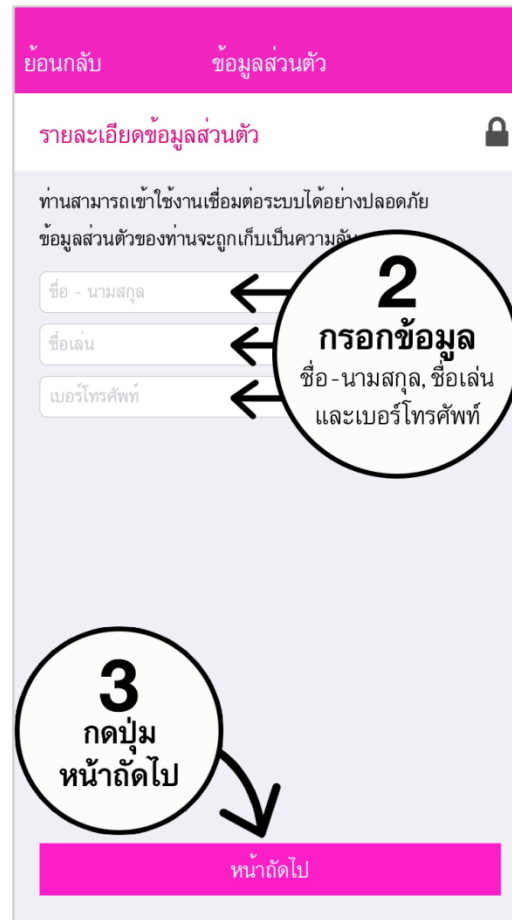 ย้อนกลับ ข้อมูลส่วนตัว
รายละเอียดข้อมูลส่วนตัว
ท่านสามารถเข้าใช้งานเชื่อมต่อระบบได้อย่างปลอดภัย
ข้อมูลส่วนตัวของท่านจะถูกเก็บเป็นความลับ
ชื่อ - นามสกุล
ชื่อเล่น
เบอร์โทรศัพท์
2
กรอกข้อมูล
ชื่อ-นามสกุล, ชื่อเล่น
และเบอร์โทรศัพท์
3
กดปุ่ม
หน้าถัดไป
หน้าถัดไป